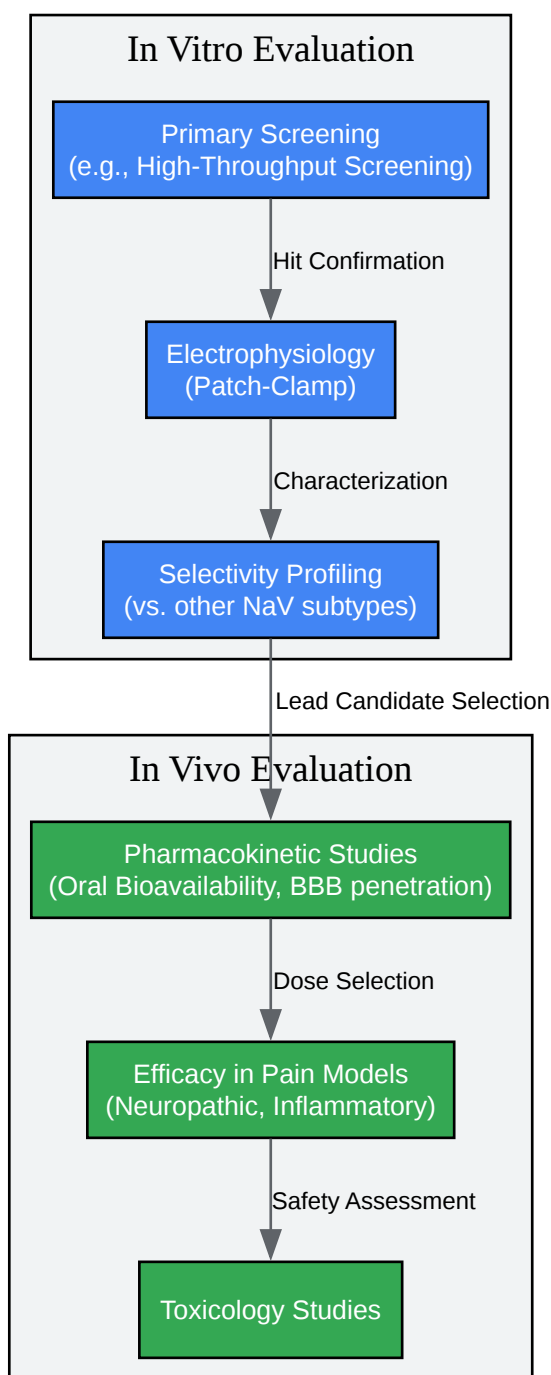 In Vitro Evaluation
Primary Screening
(e.g., High-Throughput Screening)
Hit Confirmation
Electrophysiology
(Patch-Clamp)
Characterization
Selectivity Profiling
(vs. other NaV subtypes)
Lead Candidate Selection
In Vivo Evaluation
Pharmacokinetic Studies
(Oral Bioavailability, BBB penetration)
Dose Selection
Efficacy in Pain Models
(Neuropathic, Inflammatory)
Safety Assessment
Toxicology Studies